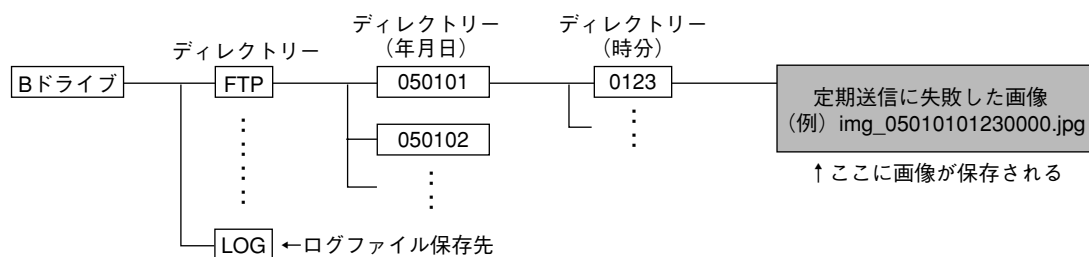 ディレクトリー
ディレクトリー
(年月日)
ディレクトリー
(時分)
Bドライブ
FTP
050101
0123
定期送信に失敗した画像
(例)img_05010101230000.jpg
050102
↑ここに画像が保存される
LOG
←ログファイル保存先